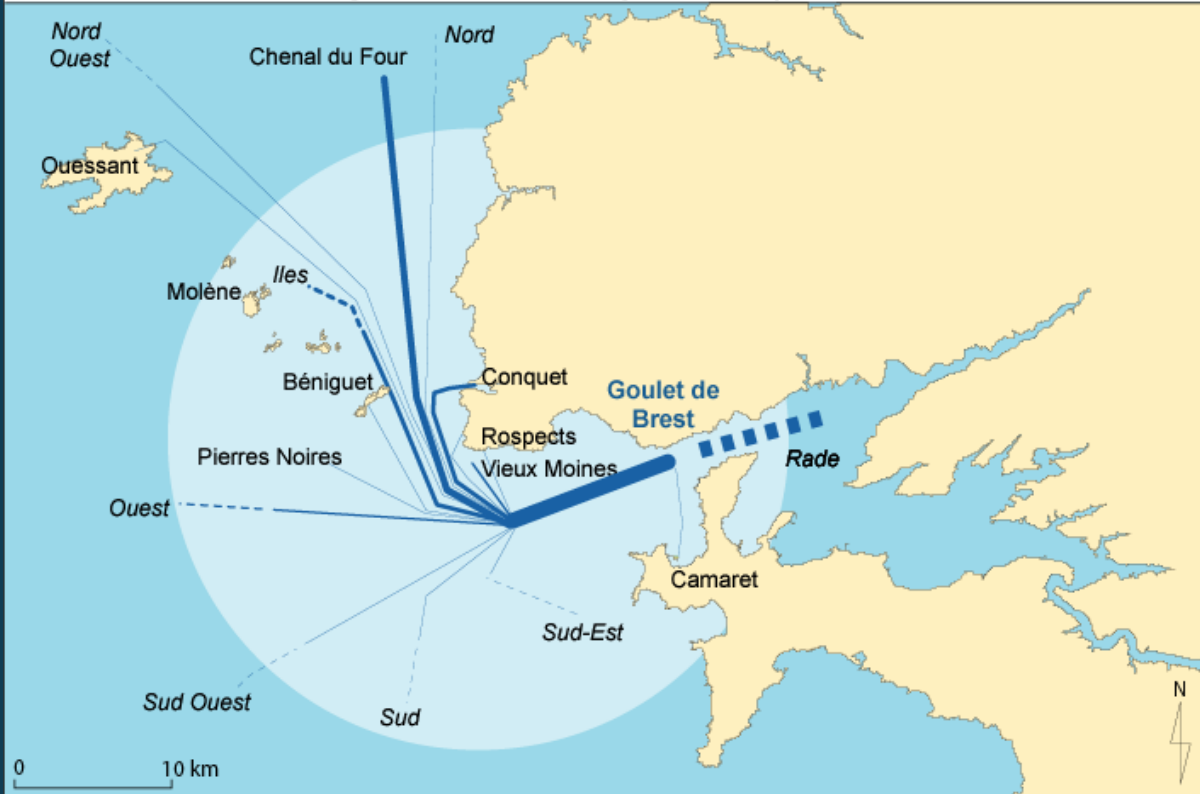 Nord
Ouest
Chenal du Four
Nord
Ouessant
Iles
Molène
Béniguet
Conquet
Goulet de
Brest
Rospects
Pierres Noires
Vieux Moines
Rade
Ouest
Camaret
Sud-Est
Sud Ouest
Sud
N
0
10 km